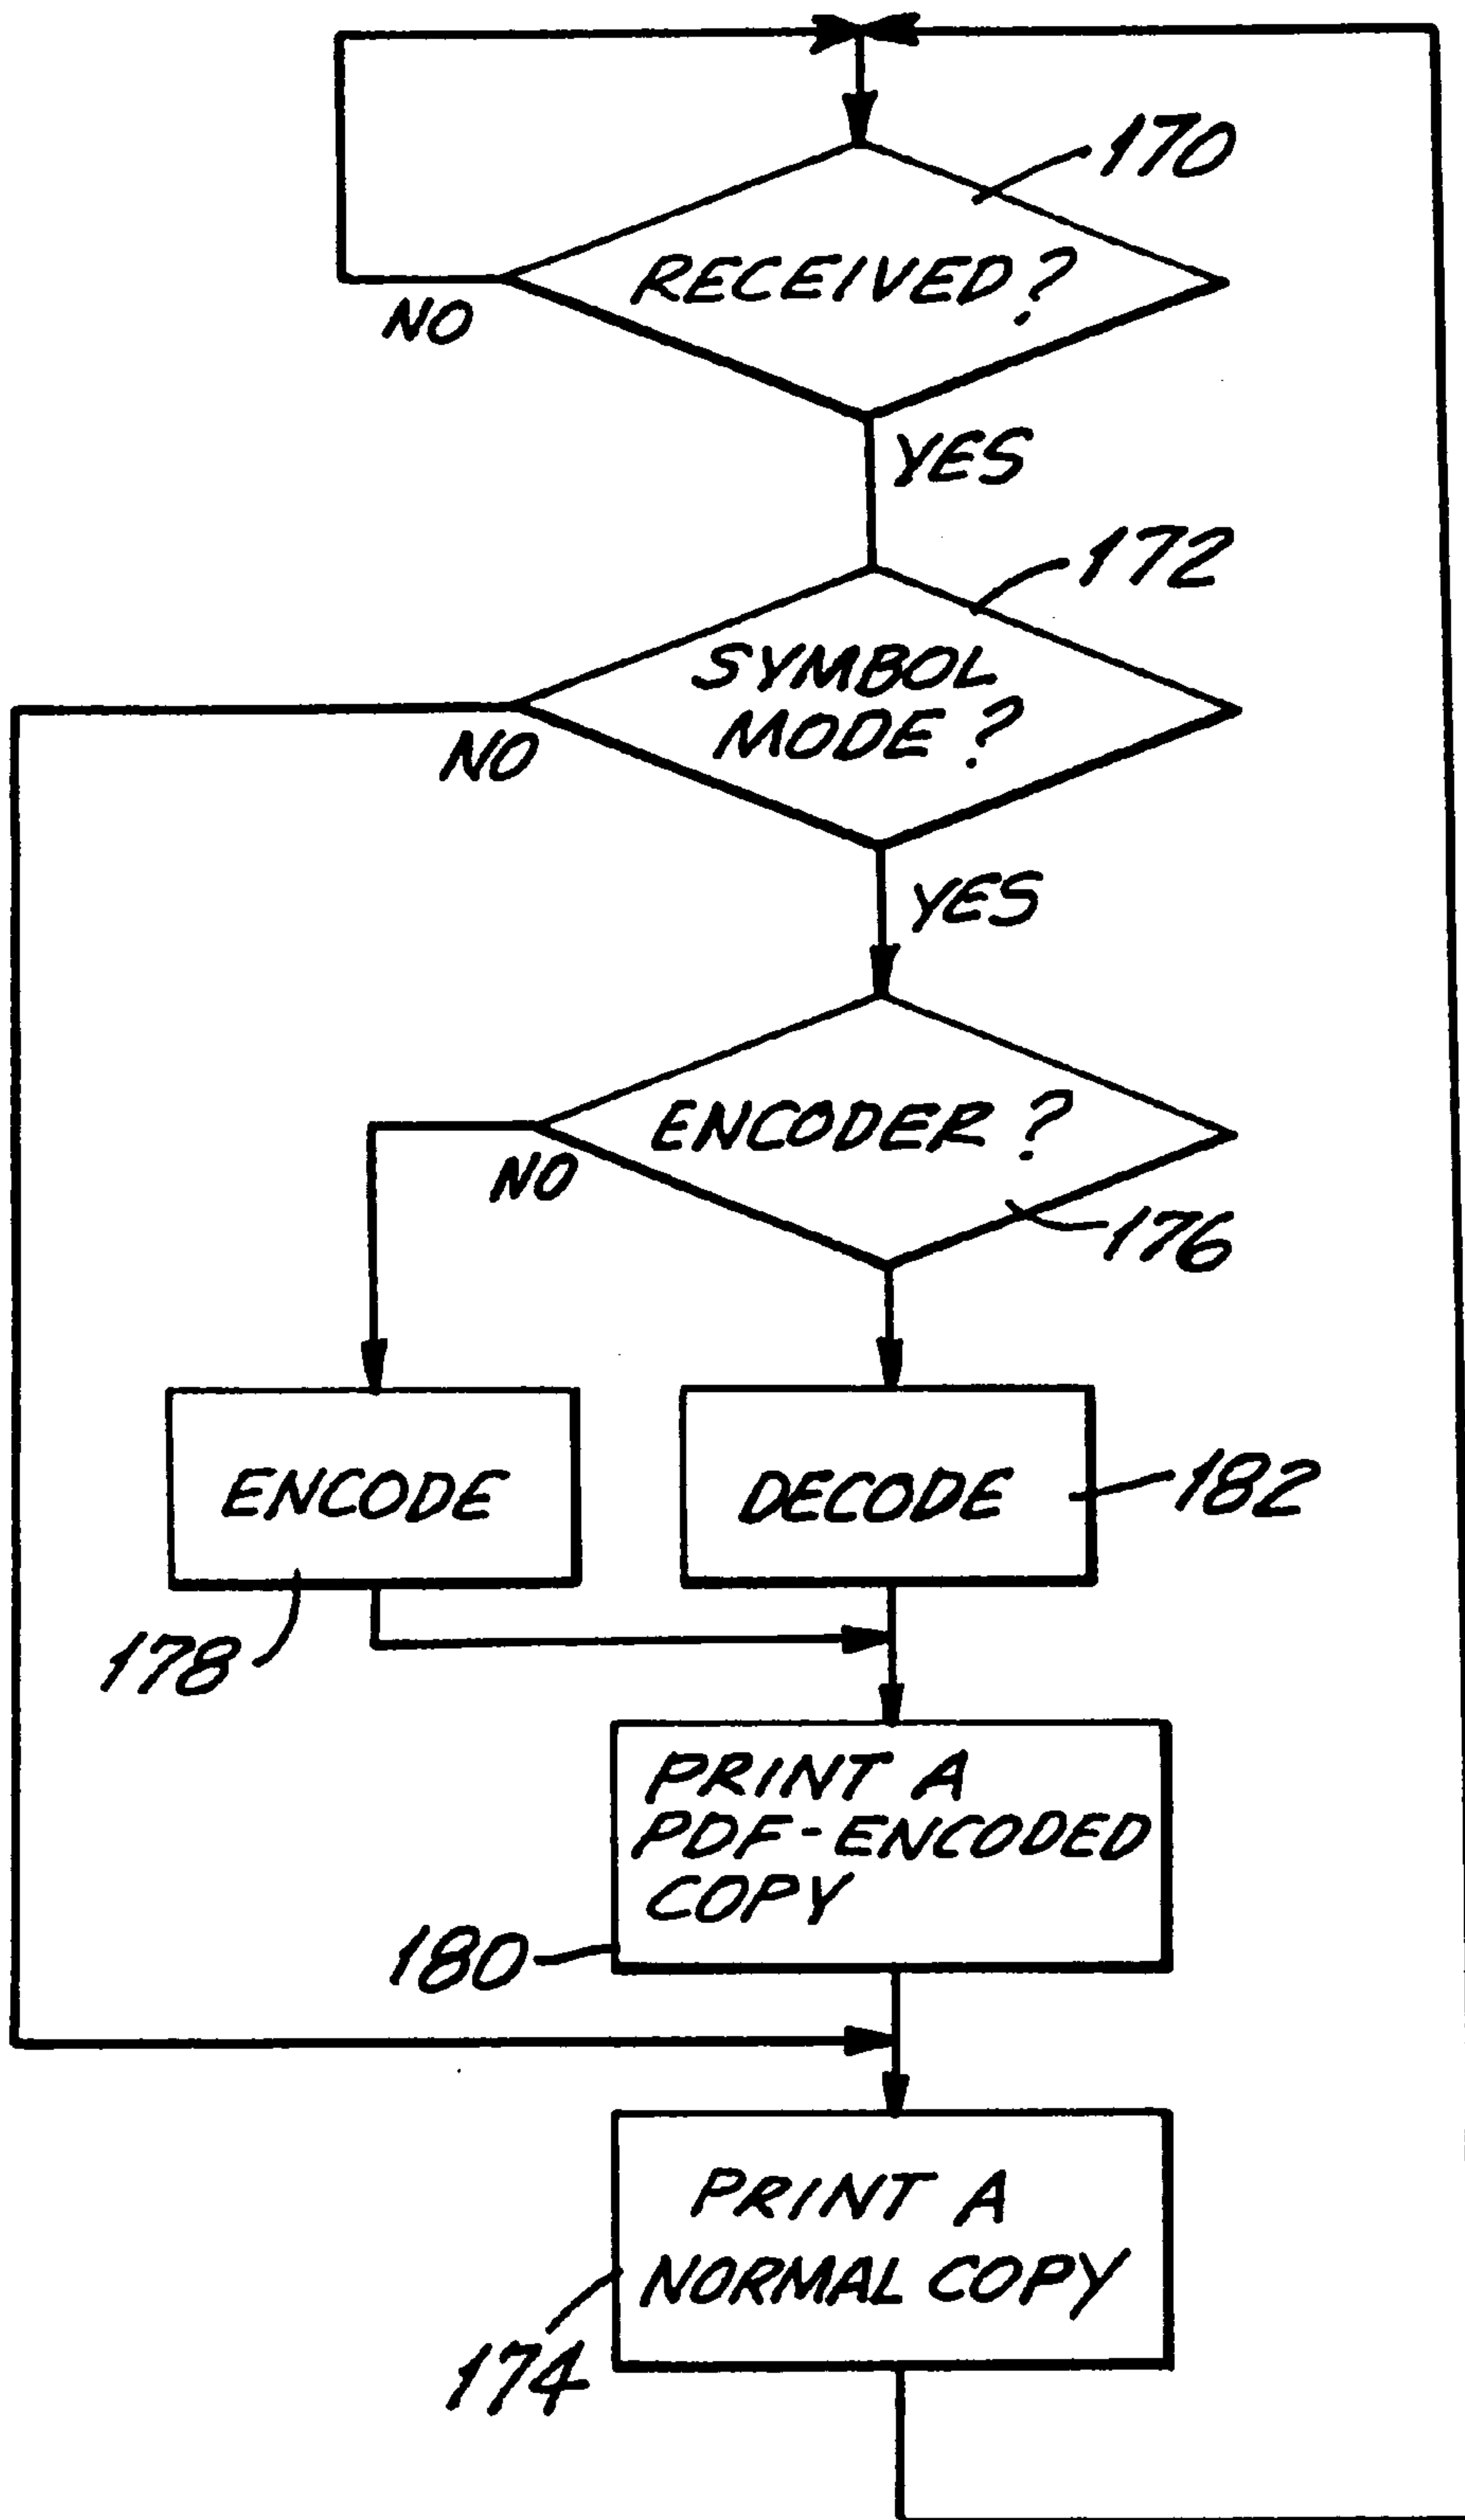 170
RECEIVED?
NO
YES
172
SYMBOL
MODE?
NO
YES
ENCODER?
NO
176
ENCODE
DECODE
182
178
PRINT A
PDF-ENCODED
COPY
180
PRINT A
NORMAL COPY
174